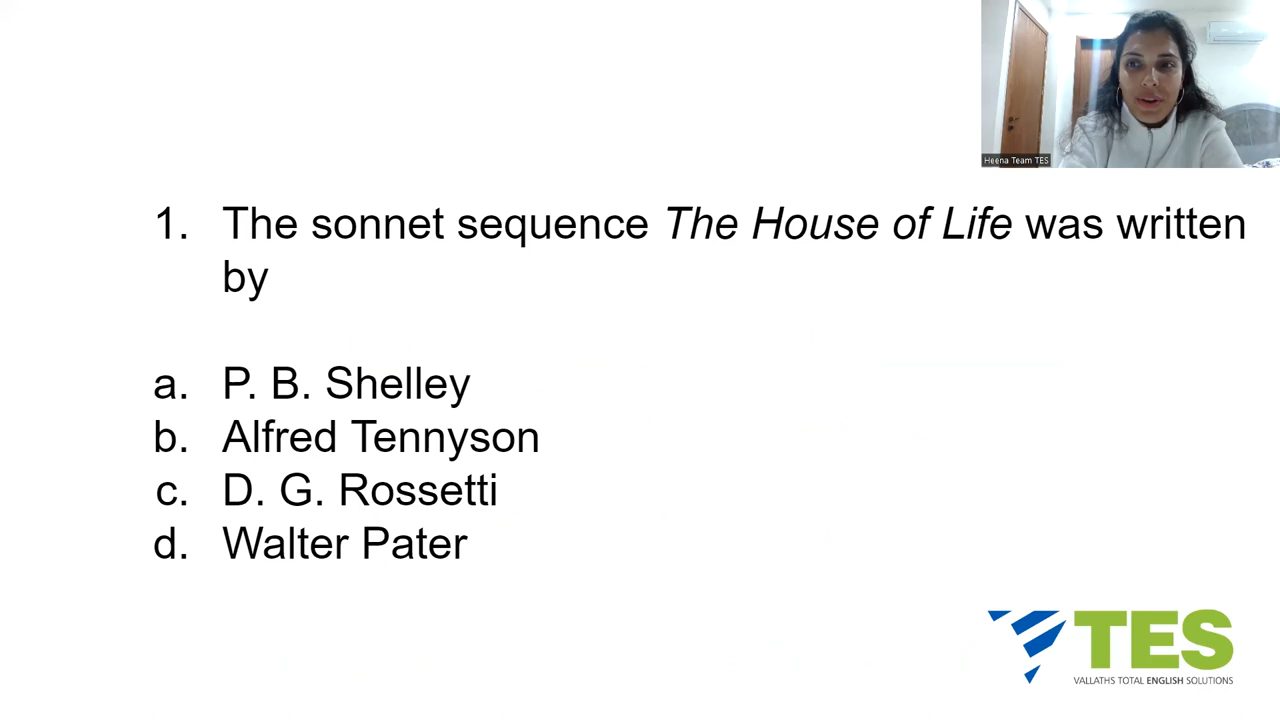 Heena Team TES
1. The sonnet sequence The House of Life was written
by
a. P. B. Shelley
b. Alfred Tennyson
c. D. G. Rossetti
d. Walter Pater
TES
VALLATHS TOTAL ENGLISH SOLUTIONS